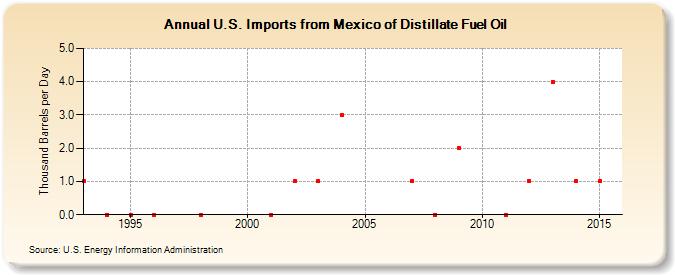 Annual U.S. Imports from Mexico of Distillate Fuel Oil
Thousand Barrels per Day
5.0
4.0
3.0
2.0
1.0
0.0
1995 2000 2005 2010 2015
Source: U.S. Energy Information Administration